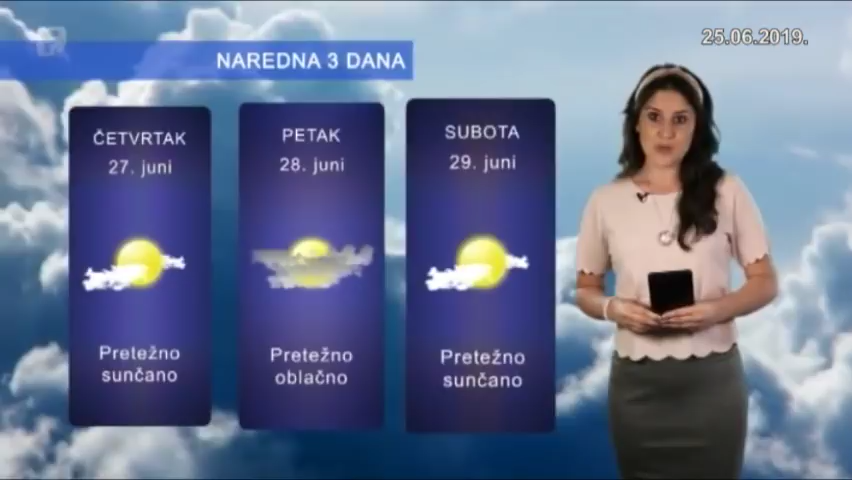 25.06.2019.
NAREDNA 3 DANA
ČETVRTAK
27. juni
Pretežno
sunčano
PETAK
28. juni
Pretežno
oblačno
SUBOTA
29. juni
Pretežno
sunčano